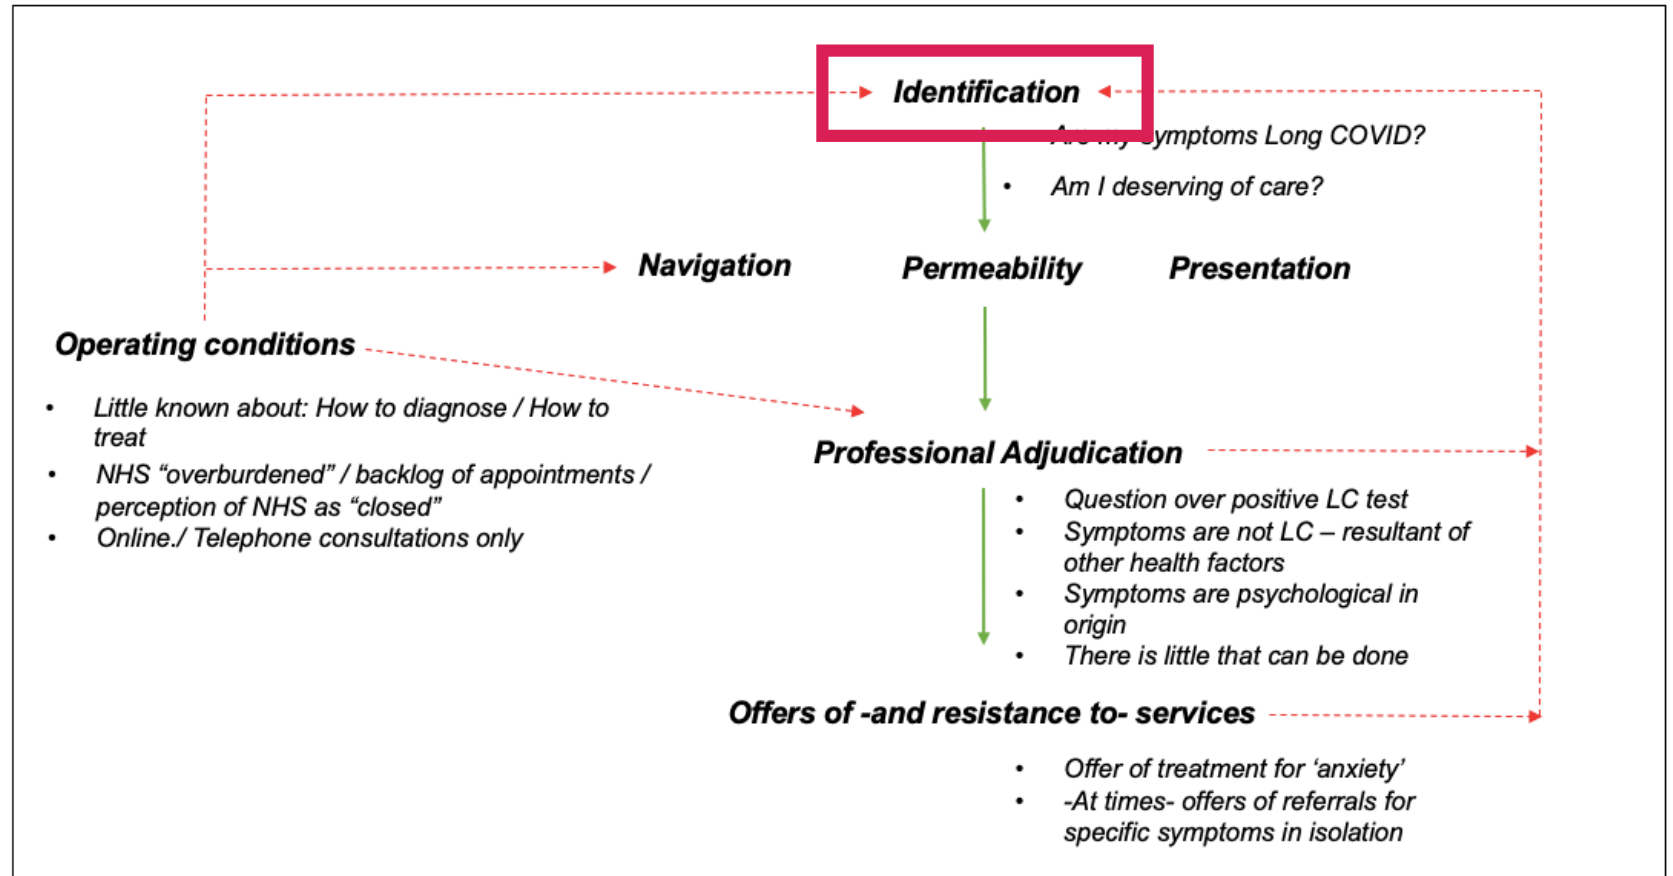 Identification
Are my symptoms Long COVID?
• Am I deserving of care?
Navigation
Permeability
Presentation
Operating conditions
• Little known about: How to diagnose / How to
treat
• NHS “overburdened” / backlog of appointments /
perception of NHS as “closed”
• Online./ Telephone consultations only
Professional Adjudication
• Question over positive LC test
• Symptoms are not LC – resultant of
other health factors
• Symptoms are psychological in
origin
• There is little that can be done
Offers of -and resistance to- services
• Offer of treatment for ‘anxiety’
• -At times- offers of referrals for
specific symptoms in isolation